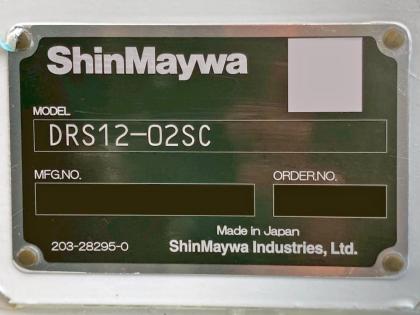 ShinMaywa
MODEL
DRS12-02SC
MFG.NO.
ORDER.NO.
Made in Japan
203-28295-0
ShinMaywa Industries, Ltd.